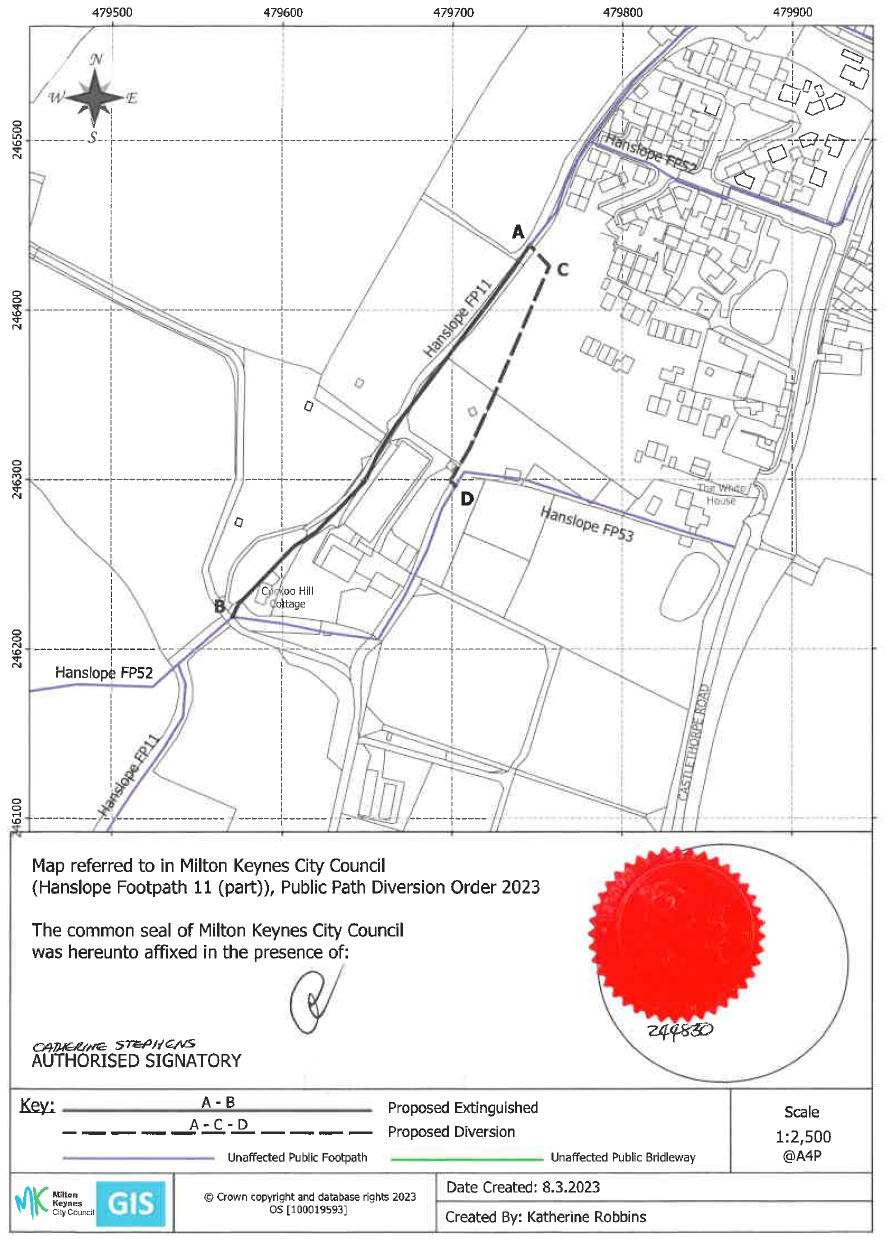 479500 479600 479700 479800 479900
N
W E
S
246500
246400
246300
246200
246100
Hanslope FP52
A
C
Hanslope FP11
D
The White
House
Hanslope FP53
B
Cuckoo Hill
Cottage
Hanslope FP52
Hanslope FP11
CASTLETHORPE ROAD
Map referred to in Milton Keynes City Council
(Hanslope Footpath 11 (part)), Public Path Diversion Order 2023
The common seal of Milton Keynes City Council
was hereunto affixed in the presence of:
CATHERINE STEPHENS
AUTHORISED SIGNATORY
244830
Key:
A - B
Proposed Extinguished
A - C - D
Proposed Diversion
Unaffected Public Footpath
Unaffected Public Bridleway
Scale
1:2,500
@A4P
MK
Milton
Keynes
City Council
GIS
© Crown copyright and database rights 2023
OS [100019593]
Date Created: 8.3.2023
Created By: Katherine Robbins